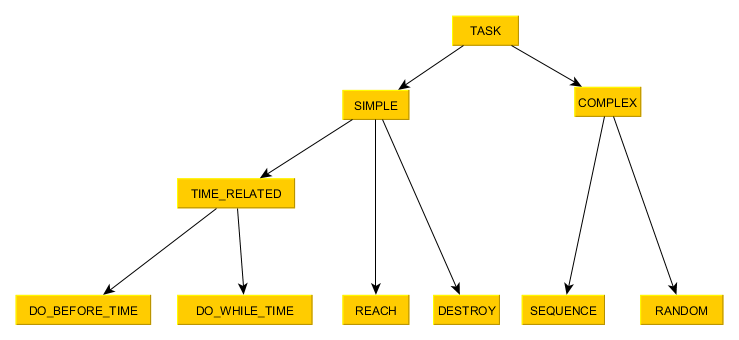 TASK
SIMPLE
COMPLEX
TIME_RELATED
DO_BEFORE_TIME
DO_WHILE_TIME
REACH
DESTROY
SEQUENCE
RANDOM